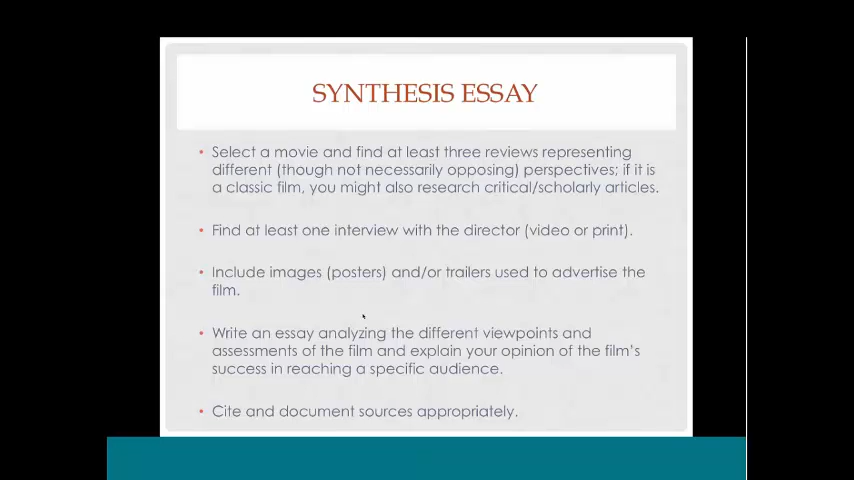 SYNTHESIS ESSAY
• Select a movie and find at least three reviews representing
different (though not necessarily opposing) perspectives; if it is
a classic film, you might also research critical/scholarly articles.
• Find at least one interview with the director (video or print).
• Include images (posters) and/or trailers used to advertise the
film.
• Write an essay analyzing the different viewpoints and
assessments of the film and explain your opinion of the film’s
success in reaching a specific audience.
• Cite and document sources appropriately.